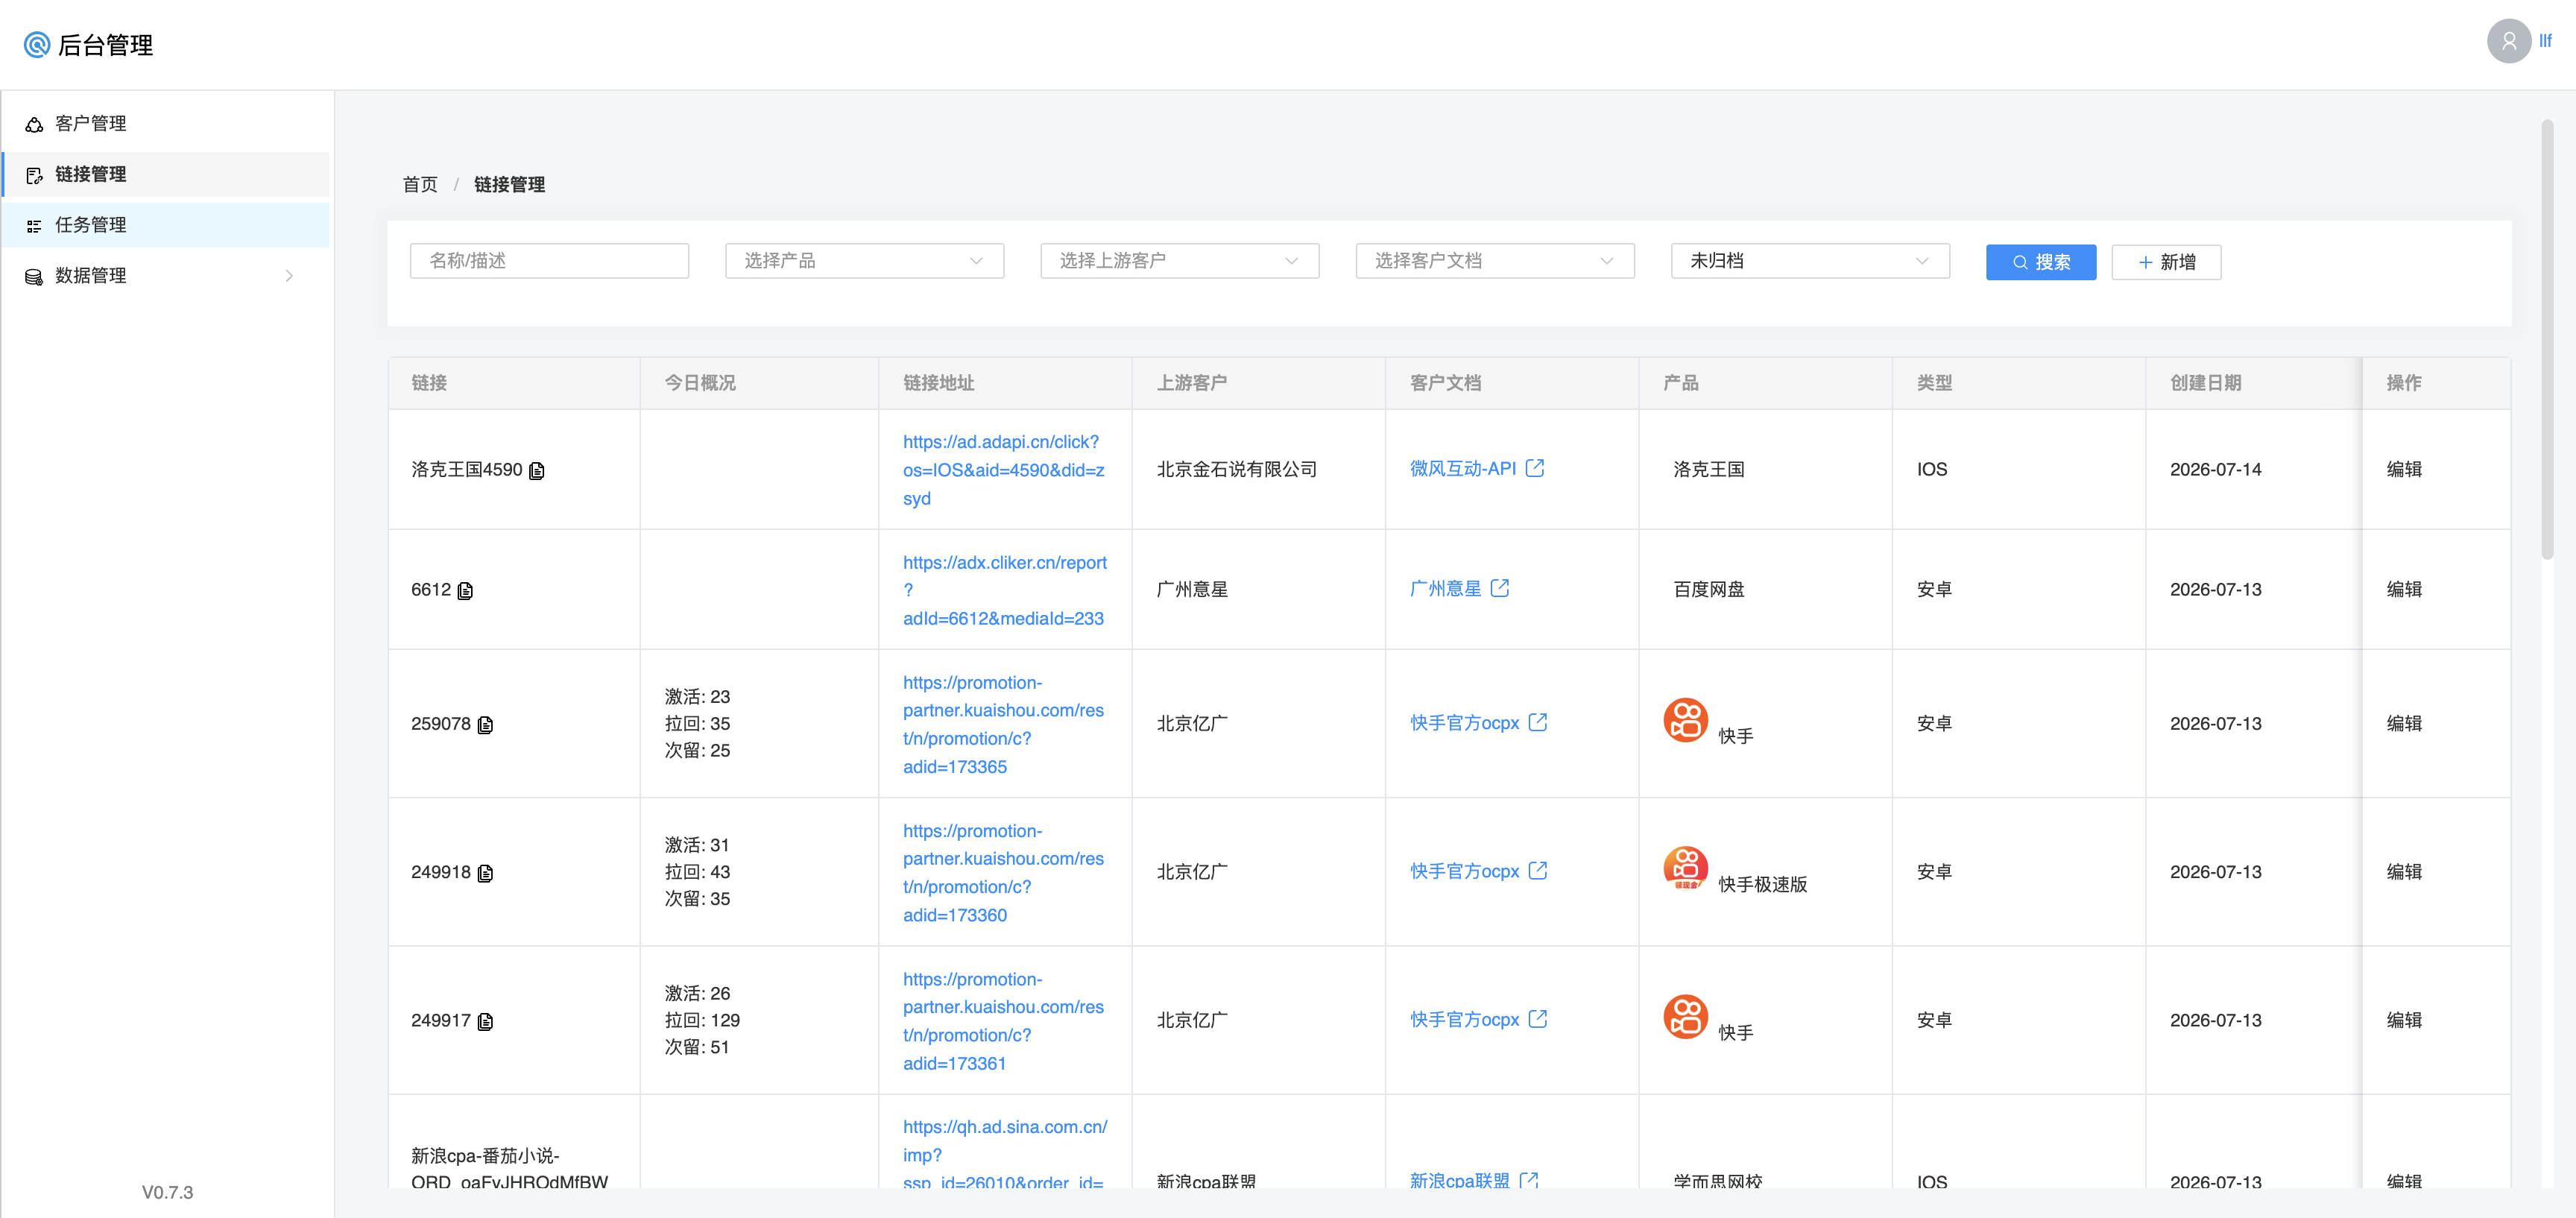 后台管理
llf
客户管理
链接管理
任务管理
数据管理
V0.7.3
首页 / 链接管理
名称/描述 选择产品 选择上游客户 选择客户文档 未归档 搜索 新增
链接 今日概况 链接地址 上游客户 客户文档 产品 类型 创建日期 操作
洛克王国4590
https://ad.adapi.cn/click?
os=IOS&aid=4590&did=z
syd
北京金石说有限公司
微风互动-API
洛克王国
IOS
2026-07-14
编辑
6612
https://adx.cliker.cn/report
?
adId=6612&mediaId=233
广州意星
广州意星
百度网盘
安卓
2026-07-13
编辑
259078
激活: 23
拉回: 35
次留: 25
https://promotion-
partner.kuaishou.com/res
t/n/promotion/c?
adid=173365
北京亿广
快手官方ocpx
快手
安卓
2026-07-13
编辑
249918
激活: 31
拉回: 43
次留: 35
https://promotion-
partner.kuaishou.com/res
t/n/promotion/c?
adid=173360
北京亿广
快手官方ocpx
快手极速版
安卓
2026-07-13
编辑
249917
激活: 26
拉回: 129
次留: 51
https://promotion-
partner.kuaishou.com/res
t/n/promotion/c?
adid=173361
北京亿广
快手官方ocpx
快手
安卓
2026-07-13
编辑
新浪cpa-番茄小说-
ORD_oaFyJHROdMfBW
https://qh.ad.sina.com.cn/
imp?
ssp_id=26010&order_id=
新浪cpa联盟
新浪cpa联盟
学而思网校
IOS
2026-07-13
编辑